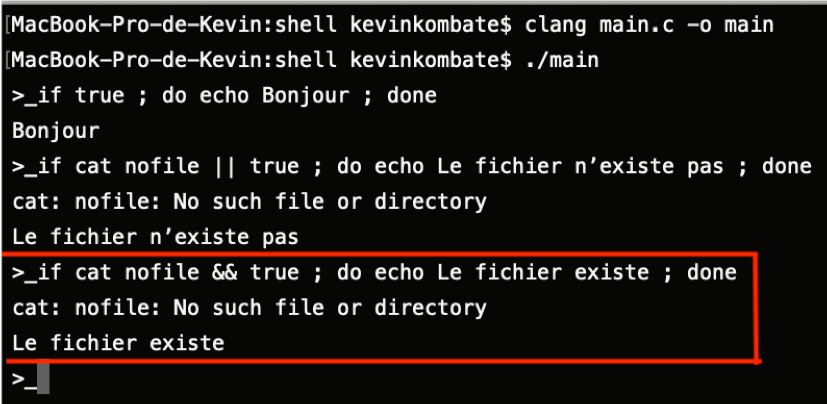 [MacBook-Pro-de-Kevin:shell kevinkombate$ clang main.c -o main
[MacBook-Pro-de-Kevin:shell kevinkombate$ ./main
>_if true ; do echo Bonjour ; done
Bonjour
>_if cat nofile || true ; do echo Le fichier n’existe pas ; done
cat: nofile: No such file or directory
Le fichier n’existe pas
>_if cat nofile && true ; do echo Le fichier existe ; done
cat: nofile: No such file or directory
Le fichier existe
>_